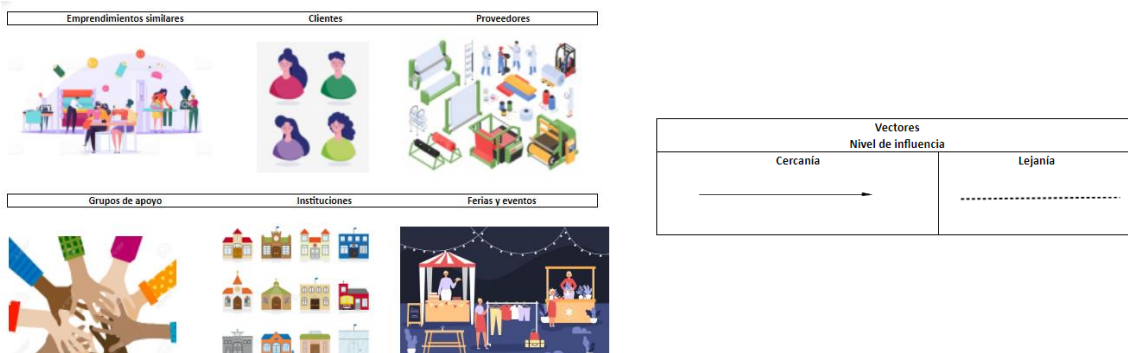 Emprendimientos similares Clientes Proveedores
Grupos de apoyo Instituciones Ferias y eventos
Vectores
Nivel de influencia
Cercanía Lejanía